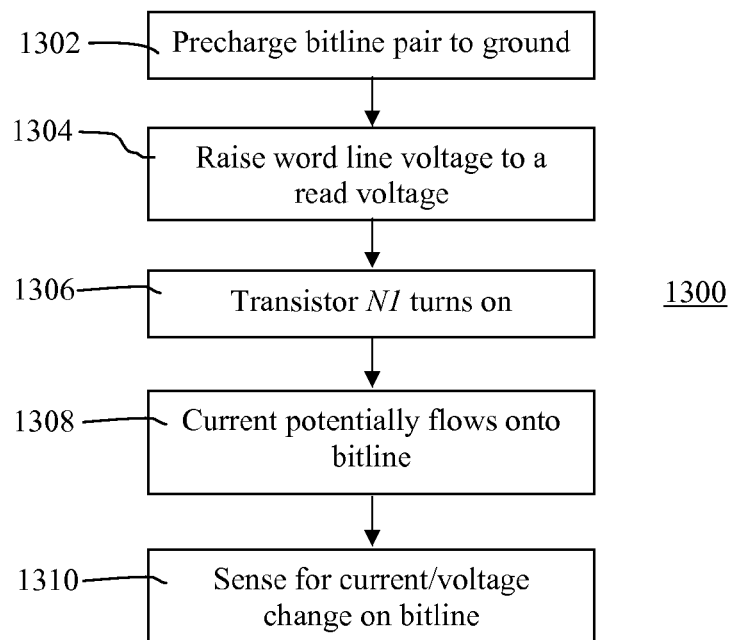 1302
Precharge bitline pair to ground
1304
Raise word line voltage to a
read voltage
1306
Transistor N1 turns on
1300
1308
Current potentially flows onto
bitline
1310
Sense for current/voltage
change on bitline